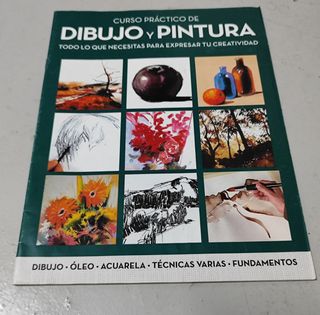 CURSO PRÁCTICO DE
DIBUJO Y PINTURA
TODO LO QUE NECESITAS PARA EXPRESAR TU CREATIVIDAD
DIBUJO · ÓLEO · ACUARELA · TÉCNICAS VARIAS · FUNDAMENTOS